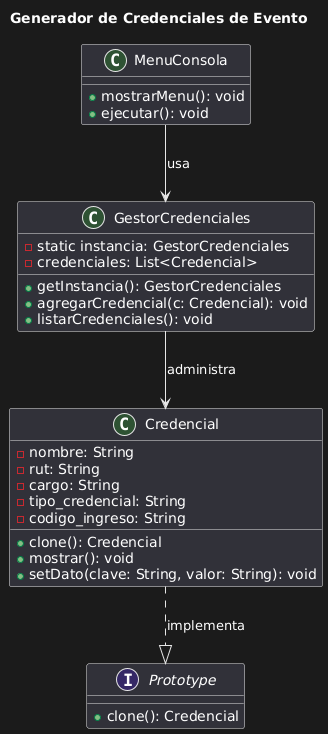 Generador de Credenciales de Evento
C MenuConsola
mostrarMenu(): void
ejecutar(): void
usa
C GestorCredenciales
static instancia: GestorCredenciales
credenciales: List<Credencial>
getInstancia(): GestorCredenciales
agregarCredencial(c: Credencial): void
listarCredenciales(): void
administra
C Credencial
nombre: String
rut: String
cargo: String
tipo_credencial: String
codigo_ingreso: String
clone(): Credencial
mostrar(): void
setDato(clave: String, valor: String): void
implementa
I Prototype
clone(): Credencial